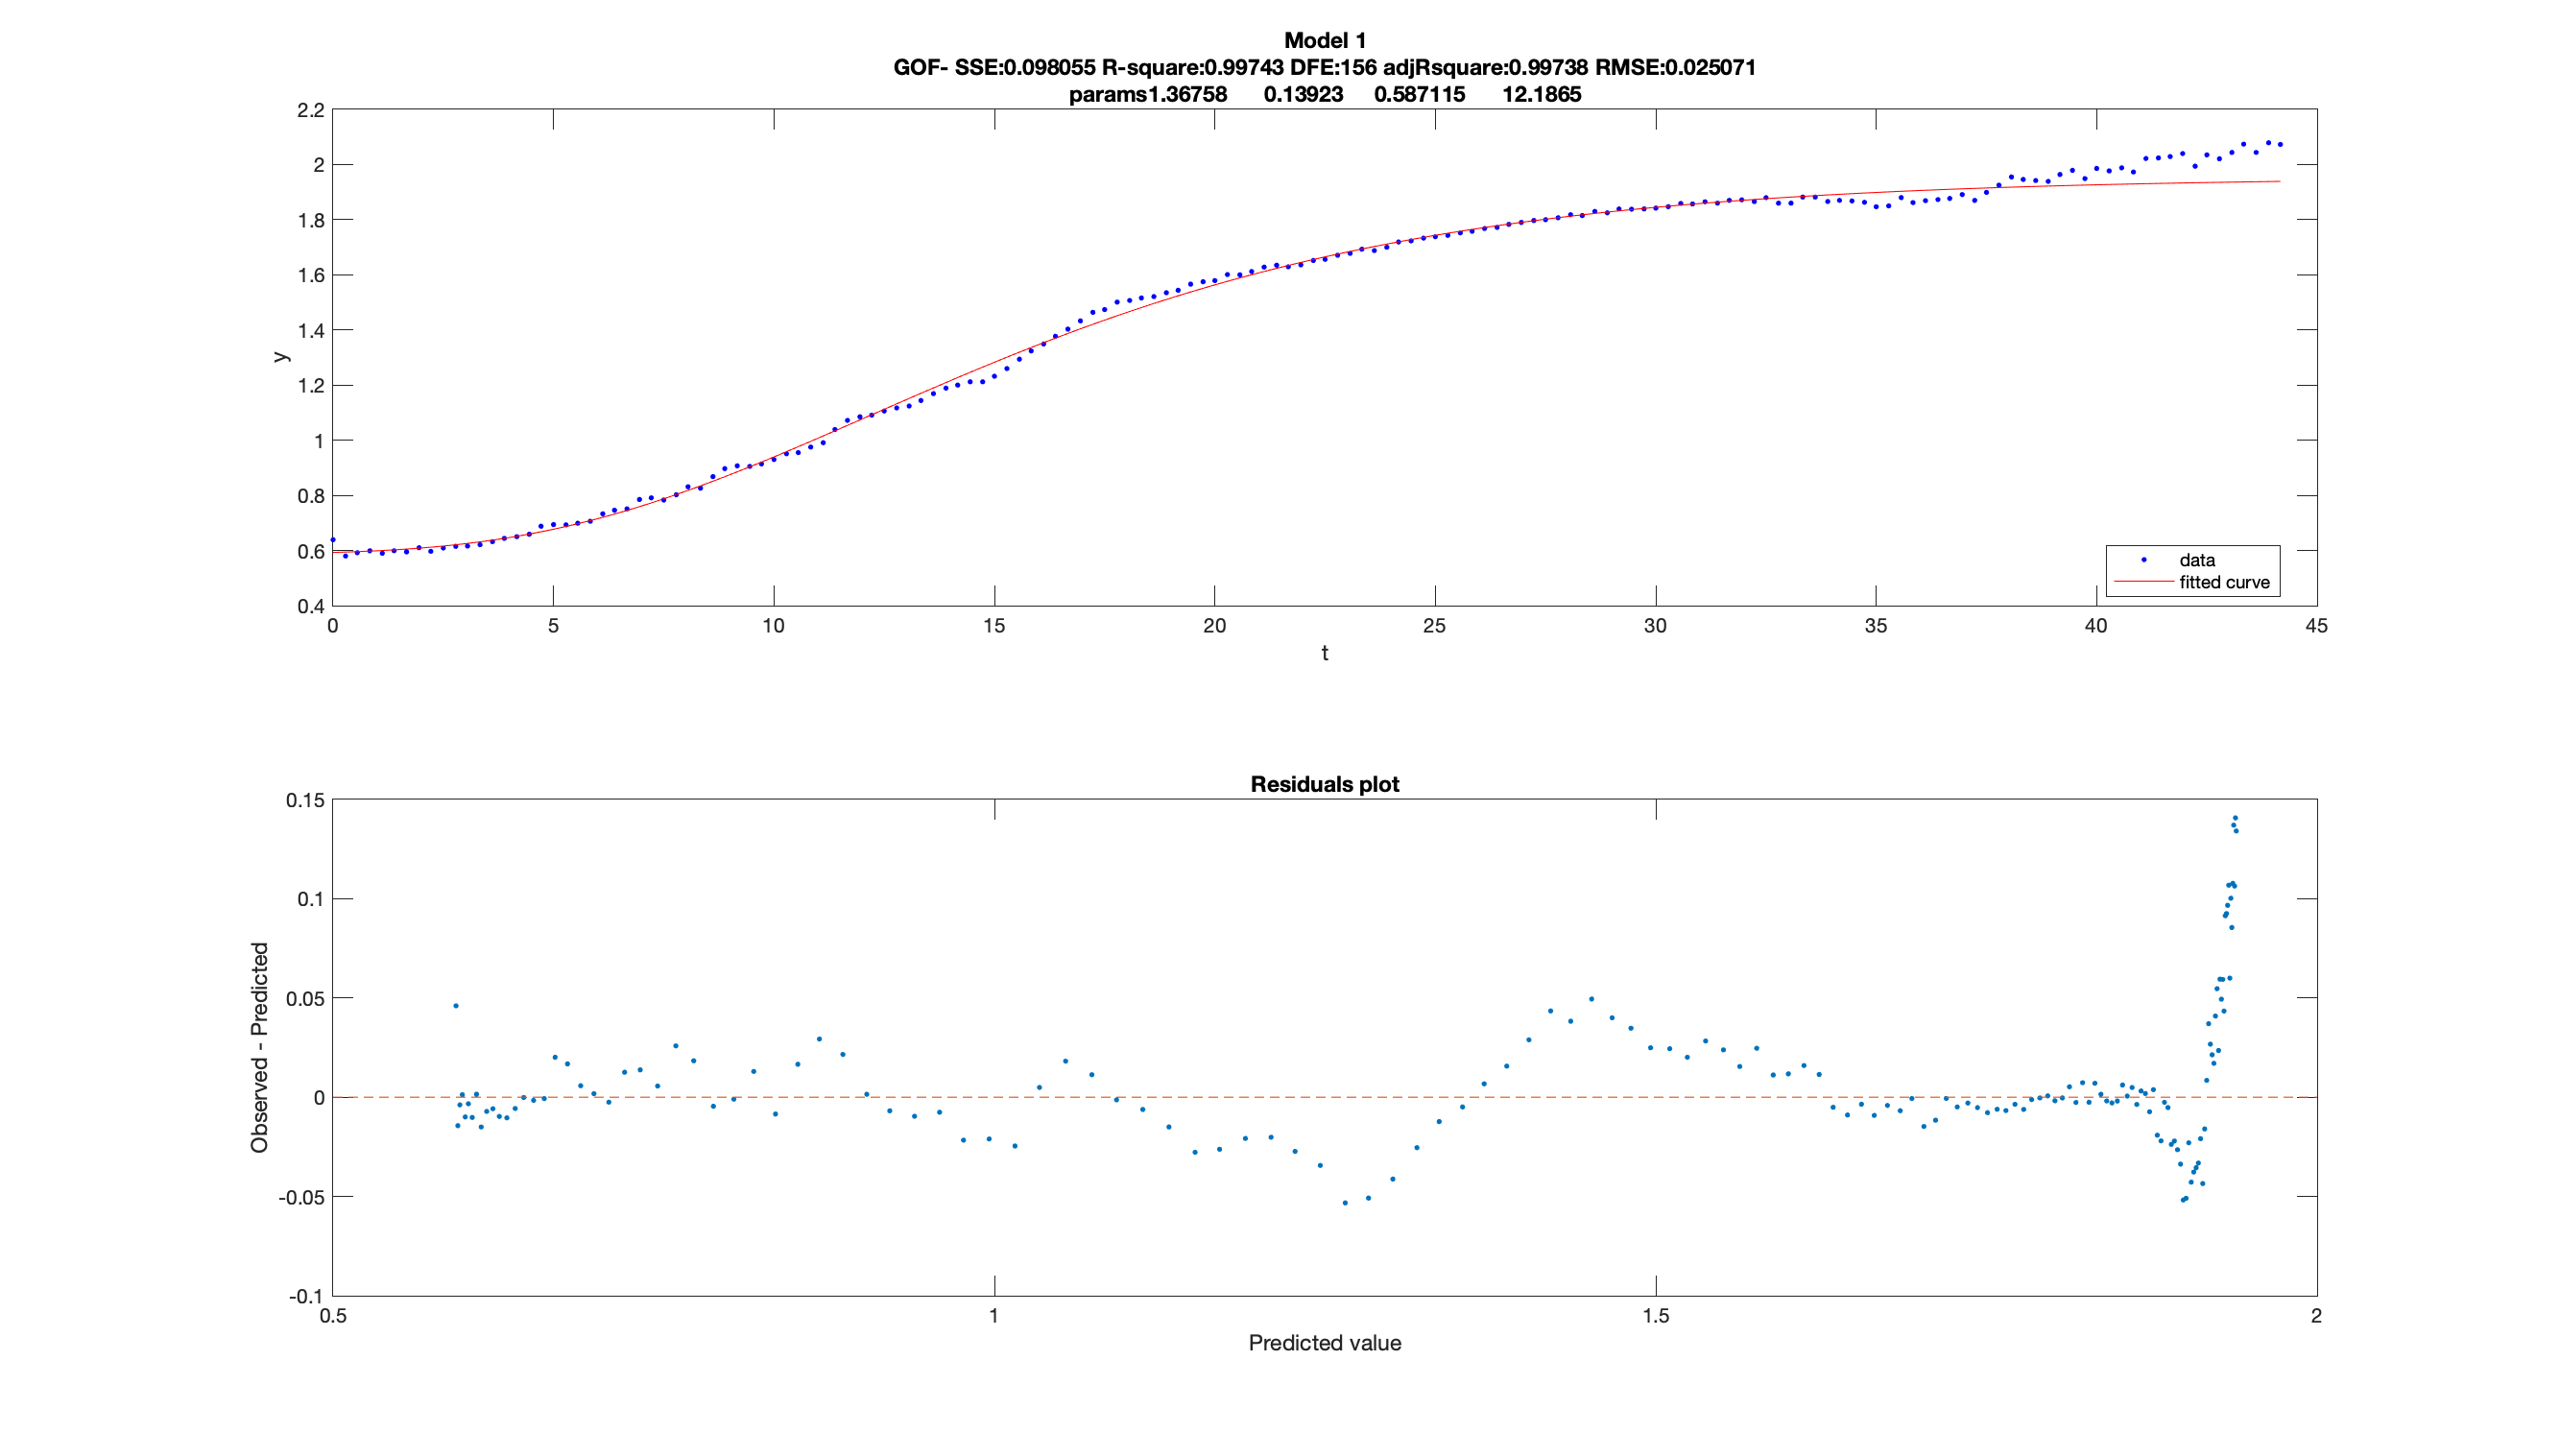 Model 1
GOF- SSE:0.098055 R-square:0.99743 DFE:156 adjRsquare:0.99738 RMSE:0.025071
params1.36758 0.13923 0.587115 12.1865
2.2
2
1.8
1.6
1.4
1.2
1
0.8
0.6
0.4
y
data
fitted curve
0 5 10 15 20 25 30 35 40 45
t
Residuals plot
0.15
0.1
0.05
0
-0.05
-0.1
Observed - Predicted
0.5 1 1.5 2
Predicted value